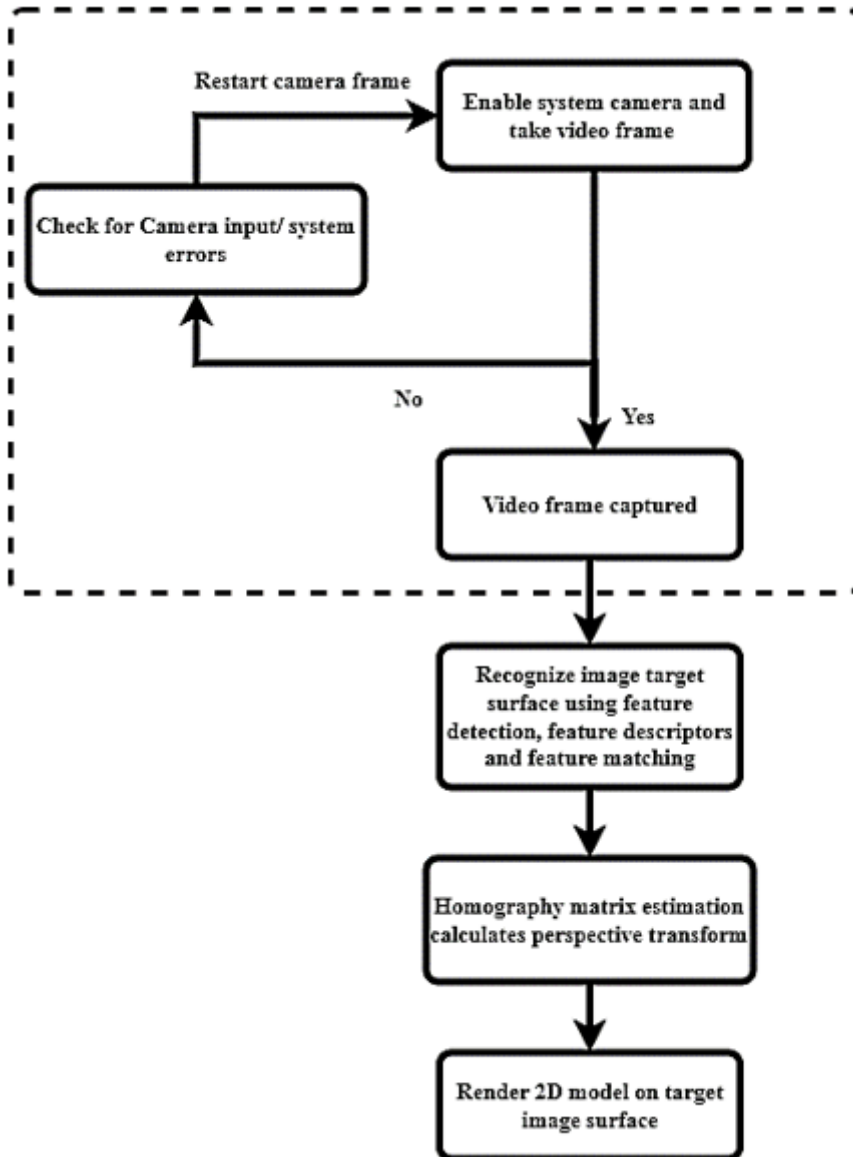 Restart camera frame
Enable system camera and
take video frame
Check for Camera input/ system
errors
No
Yes
Video frame captured
Recognize image target
surface using feature
detection, feature descriptors
and feature matching
Homography matrix estimation
calculates perspective transform
Render 2D model on target
image surface